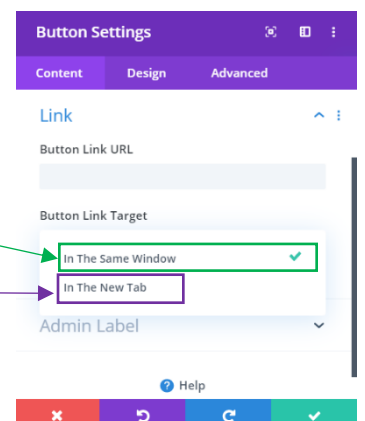 Button Settings
Content Design Advanced
Link
Button Link URL
Button Link Target
In The Same Window
In The New Tab
Admin Label
Help